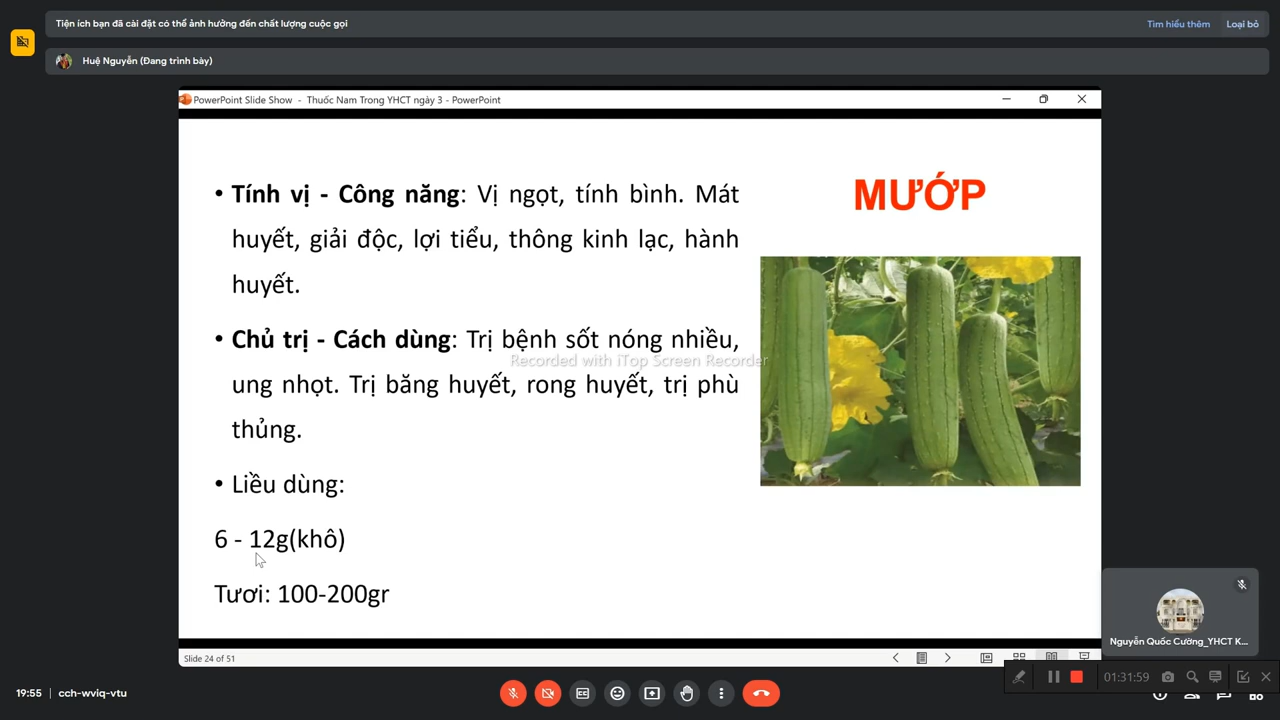 Tiện ích bạn đã cài đặt có thể ảnh hưởng đến chất lượng cuộc gọi
Tìm hiểu thêm
Loại bỏ
Huệ Nguyễn (Đang trình bày)
PowerPoint Slide Show - Thuốc Nam Trong YHCT ngày 3 - PowerPoint
MƯỚP
• Tính vị - Công năng: Vị ngọt, tính bình. Mát
huyết, giải độc, lợi tiểu, thông kinh lạc, hành
huyết.
• Chủ trị - Cách dùng: Trị bệnh sốt nóng nhiều,
Recorded with iTop Screen Recorder
ung nhọt. Trị băng huyết, rong huyết, trị phù
thủng.
• Liều dùng:
6 - 12g(khô)
Tươi: 100-200gr
Nguyễn Quốc Cường_YHCT K...
Slide 24 of 51
01:31:59
19:55
cch-wviq-vtu